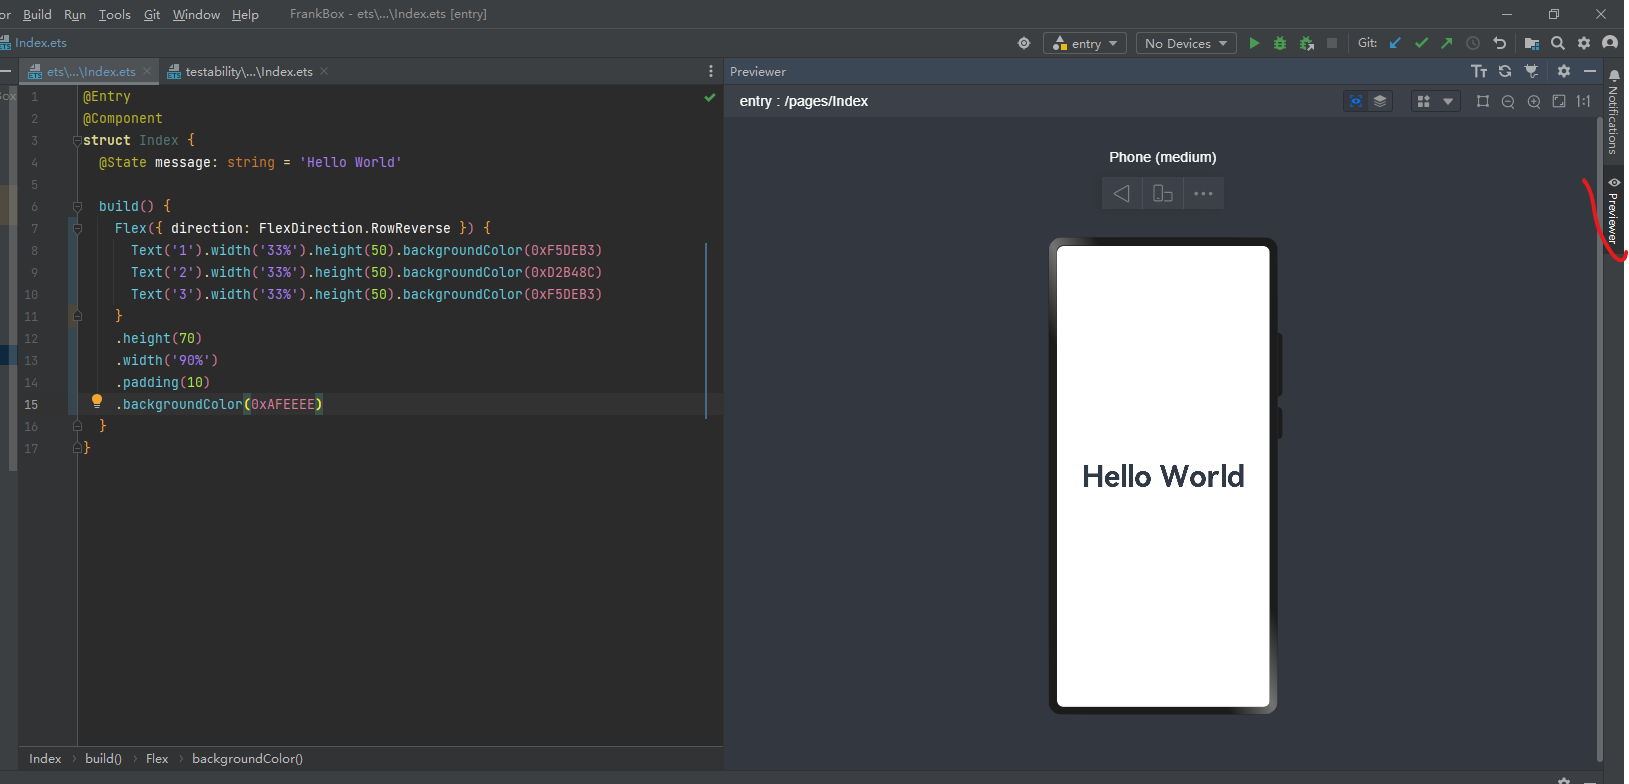 or Build Run Tools Git Window Help FrankBox - ets\...\Index.ets [entry]
Index.ets entry No Devices Git:
ets\...\Index.ets testability\...\Index.ets Previewer
entry : /pages/Index
1 @Entry
2 @Component
3 struct Index {
4 @State message: string = 'Hello World'
5
6 build() {
7 Flex({ direction: FlexDirection.RowReverse }) {
8 Text('1').width('33%').height(50).backgroundColor(0xF5DEB3)
9 Text('2').width('33%').height(50).backgroundColor(0xD2B48C)
10 Text('3').width('33%').height(50).backgroundColor(0xF5DEB3)
11 }
12 .height(70)
13 .width('90%')
14 .padding(10)
15 .backgroundColor(0xAFEEEE)
16 }
17 }
Phone (medium)
Hello World
1:1
Notifications
Previewer
Index › build() › Flex › backgroundColor()